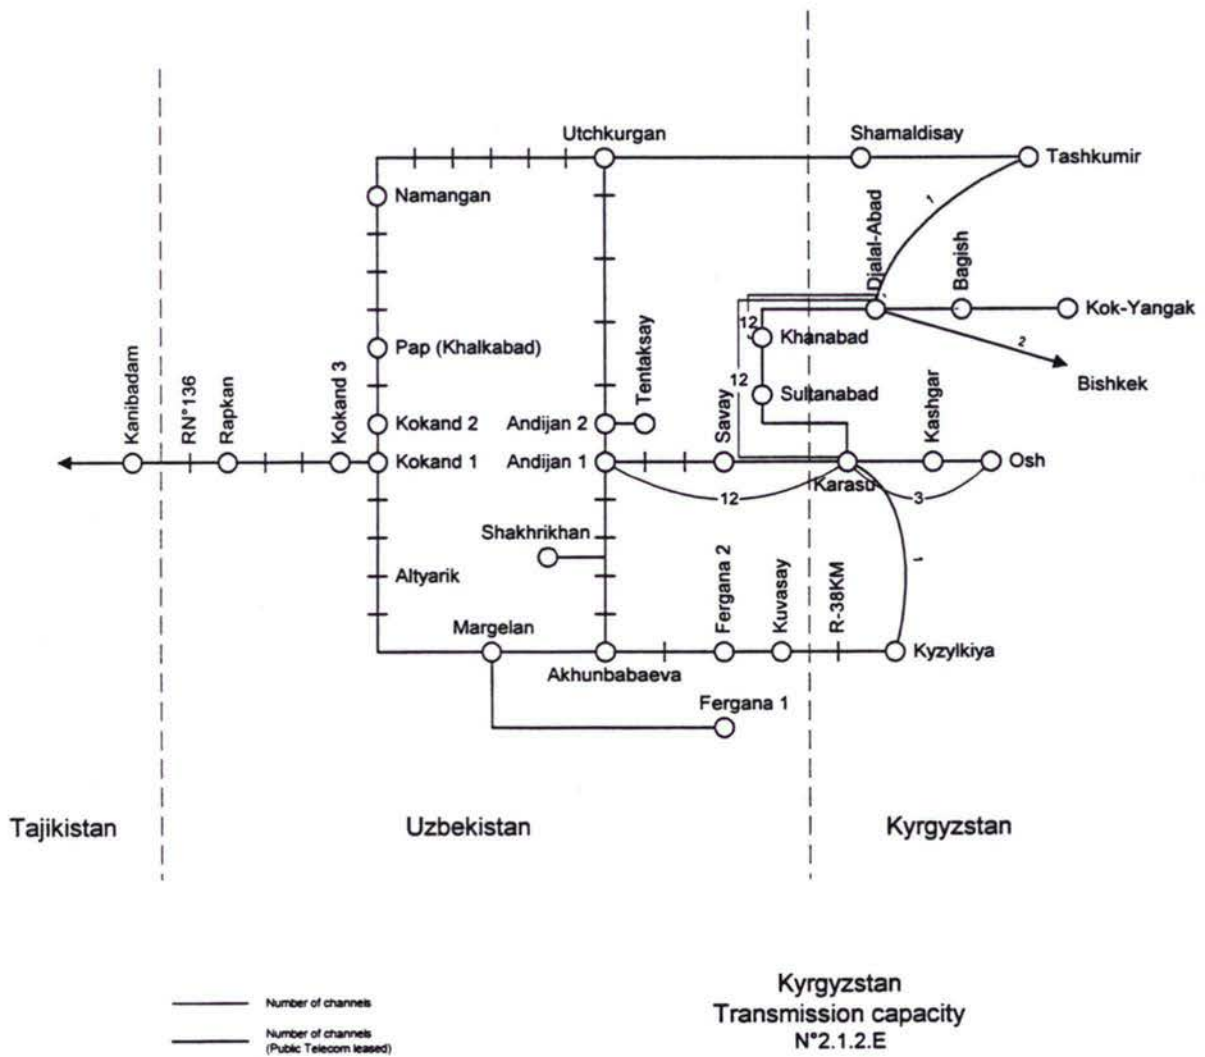 Utchkurgan
Shamaldisay
Tashkumir
Namangan
1
Djalal-Abad
Bagish
Kok-Yangak
12
Khanabad
2
Bishkek
Pap (Khalkabad)
Tentaksay
12
Sultanabad
Kanibadam
RN°136
Rapkan
Kokand 3
Kokand 2
Andijan 2
Savay
Kashgar
Kokand 1
Andijan 1
Karasu
Osh
12
3
Shakhrikhan
1
Altyarik
Fergana 2
Kuvasay
R-38KM
Margelan
Akhunbabaeva
Kyzylkiya
Fergana 1
Tajikistan
Uzbekistan
Kyrgyzstan
Number of channels
Number of channels
(Public Telecom leased)
Kyrgyzstan
Transmission capacity
N°2.1.2.E